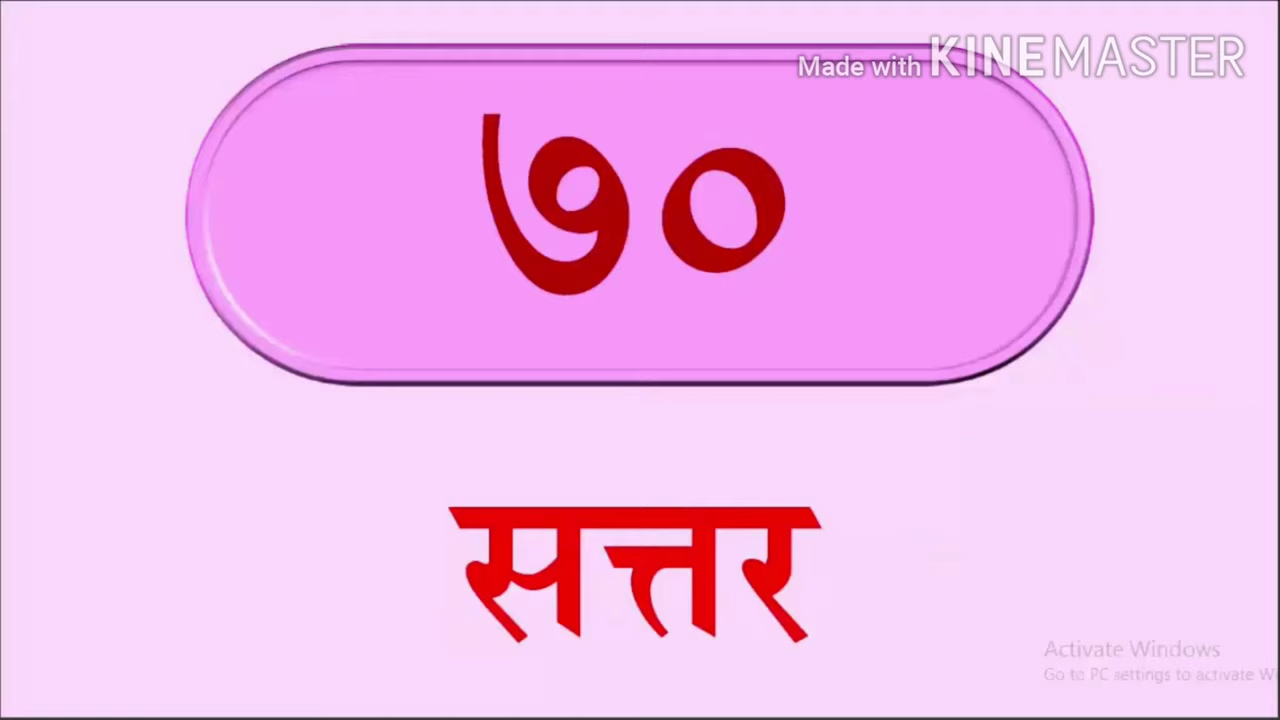 Made with KINEMASTER
७०
सत्तर
Activate Windows
Go to PC settings to activate